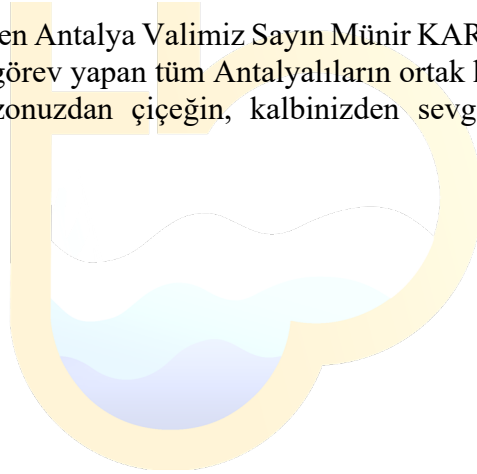 en Antalya Valimiz Sayın Münir KAR
görev yapan tüm Antalyalıların ortak
zonuzdan çiçeğin, kalbinizden sevg